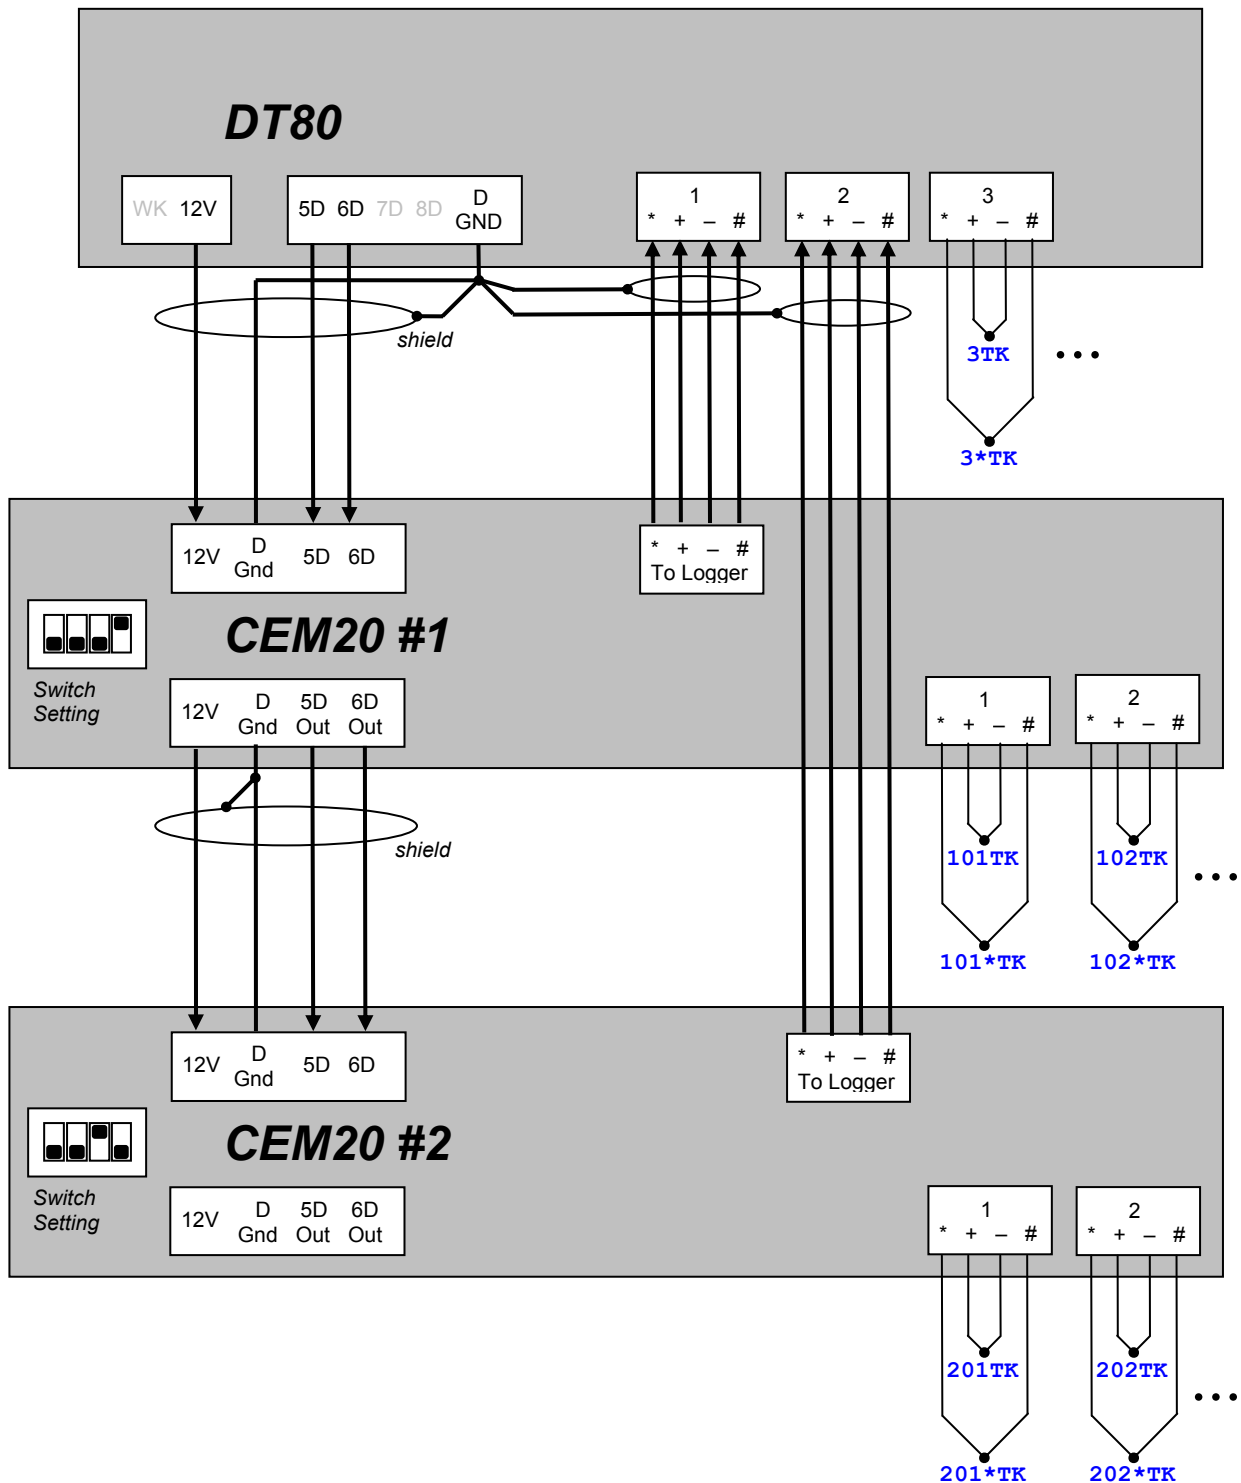 DT80
WK 12V
5D 6D 7D 8D D GND
1
* + – #
2
* + – #
3
* + – #
shield
3TK
...
3*TK
12V D Gnd 5D 6D
* + – #
To Logger
CEM20 #1
Switch
Setting
12V D Gnd 5D Out 6D Out
1
* + – #
2
* + – #
shield
101TK
102TK
...
101*TK
102*TK
12V D Gnd 5D 6D
* + – #
To Logger
CEM20 #2
Switch
Setting
12V D Gnd 5D Out 6D Out
1
* + – #
2
* + – #
201TK
202TK
...
201*TK
202*TK